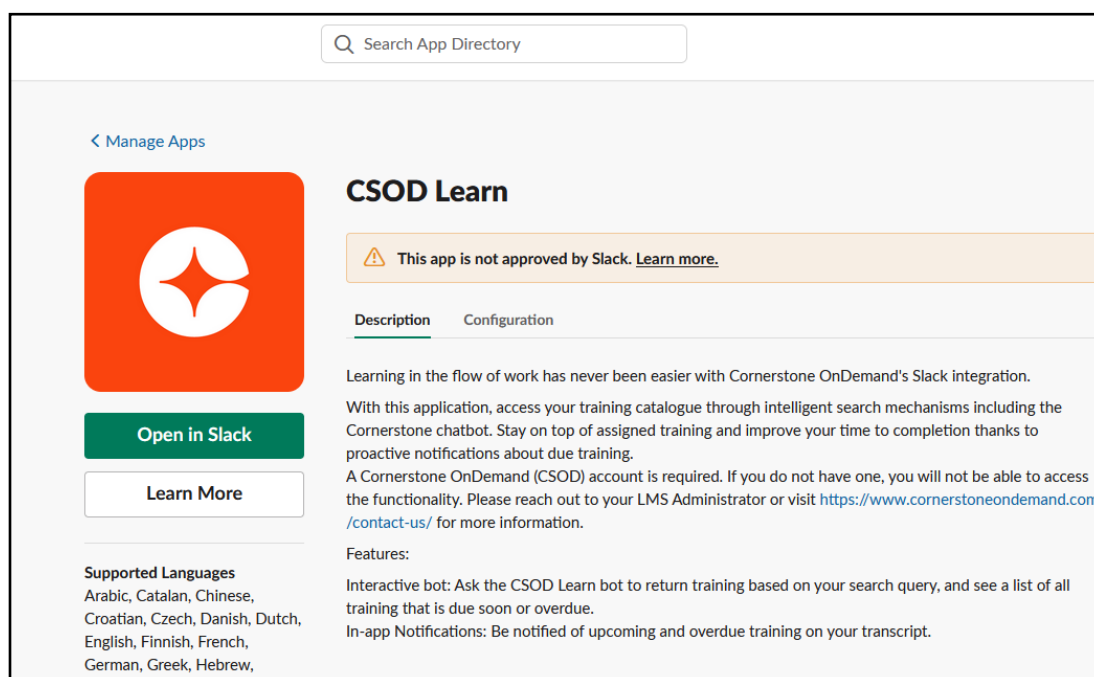 Search App Directory
Manage Apps
CSOD Learn
This app is not approved by Slack. Learn more.
Description Configuration
Learning in the flow of work has never been easier with Cornerstone OnDemand's Slack integration.
With this application, access your training catalogue through intelligent search mechanisms including the
Cornerstone chatbot. Stay on top of assigned training and improve your time to completion thanks to
proactive notifications about due training.
A Cornerstone OnDemand (CSOD) account is required. If you do not have one, you will not be able to access
the functionality. Please reach out to your LMS Administrator or visit https://www.cornerstoneondemand.com
/contact-us/ for more information.
Features:
Interactive bot: Ask the CSOD Learn bot to return training based on your search query, and see a list of all
training that is due soon or overdue.
In-app Notifications: Be notified of upcoming and overdue training on your transcript.
Open in Slack
Learn More
Supported Languages
Arabic, Catalan, Chinese,
Croatian, Czech, Danish, Dutch,
English, Finnish, French,
German, Greek, Hebrew,